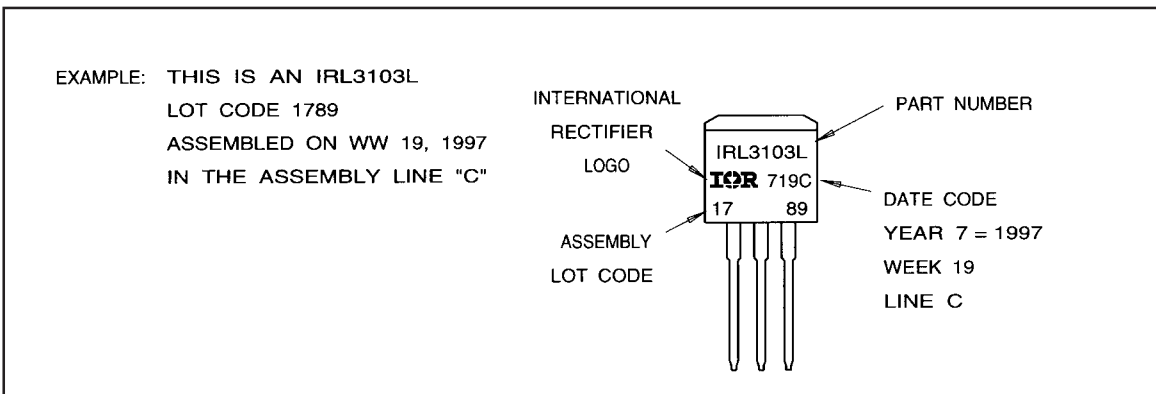 EXAMPLE: THIS IS AN IRL3103L
LOT CODE 1789
ASSEMBLED ON WW 19, 1997
IN THE ASSEMBLY LINE "C"
INTERNATIONAL
RECTIFIER
LOGO
ASSEMBLY
LOT CODE
IRL3103L
IOR 719C
17 89
PART NUMBER
DATE CODE
YEAR 7 = 1997
WEEK 19
LINE C